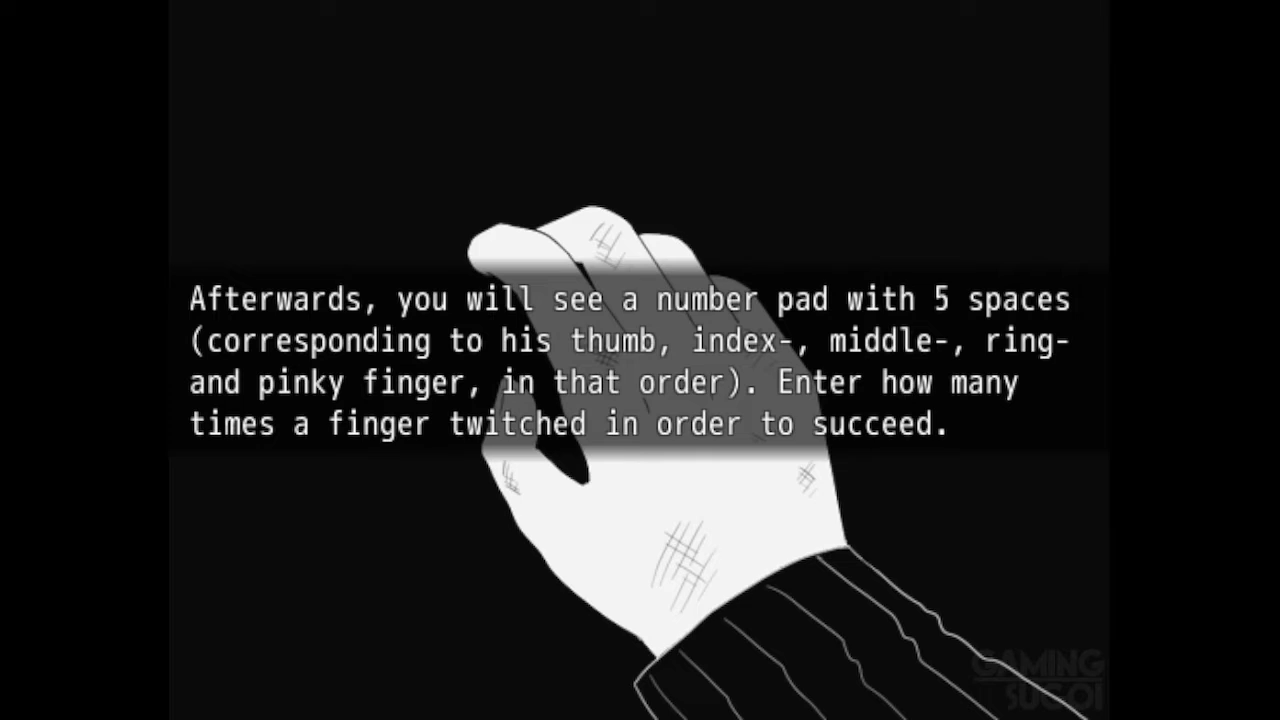 Afterwards, you will see a number pad with 5 spaces
(corresponding to his thumb, index-, middle-, ring-
and pinky finger, in that order). Enter how many
times a finger twitched in order to succeed.
GAMING
SUGOI